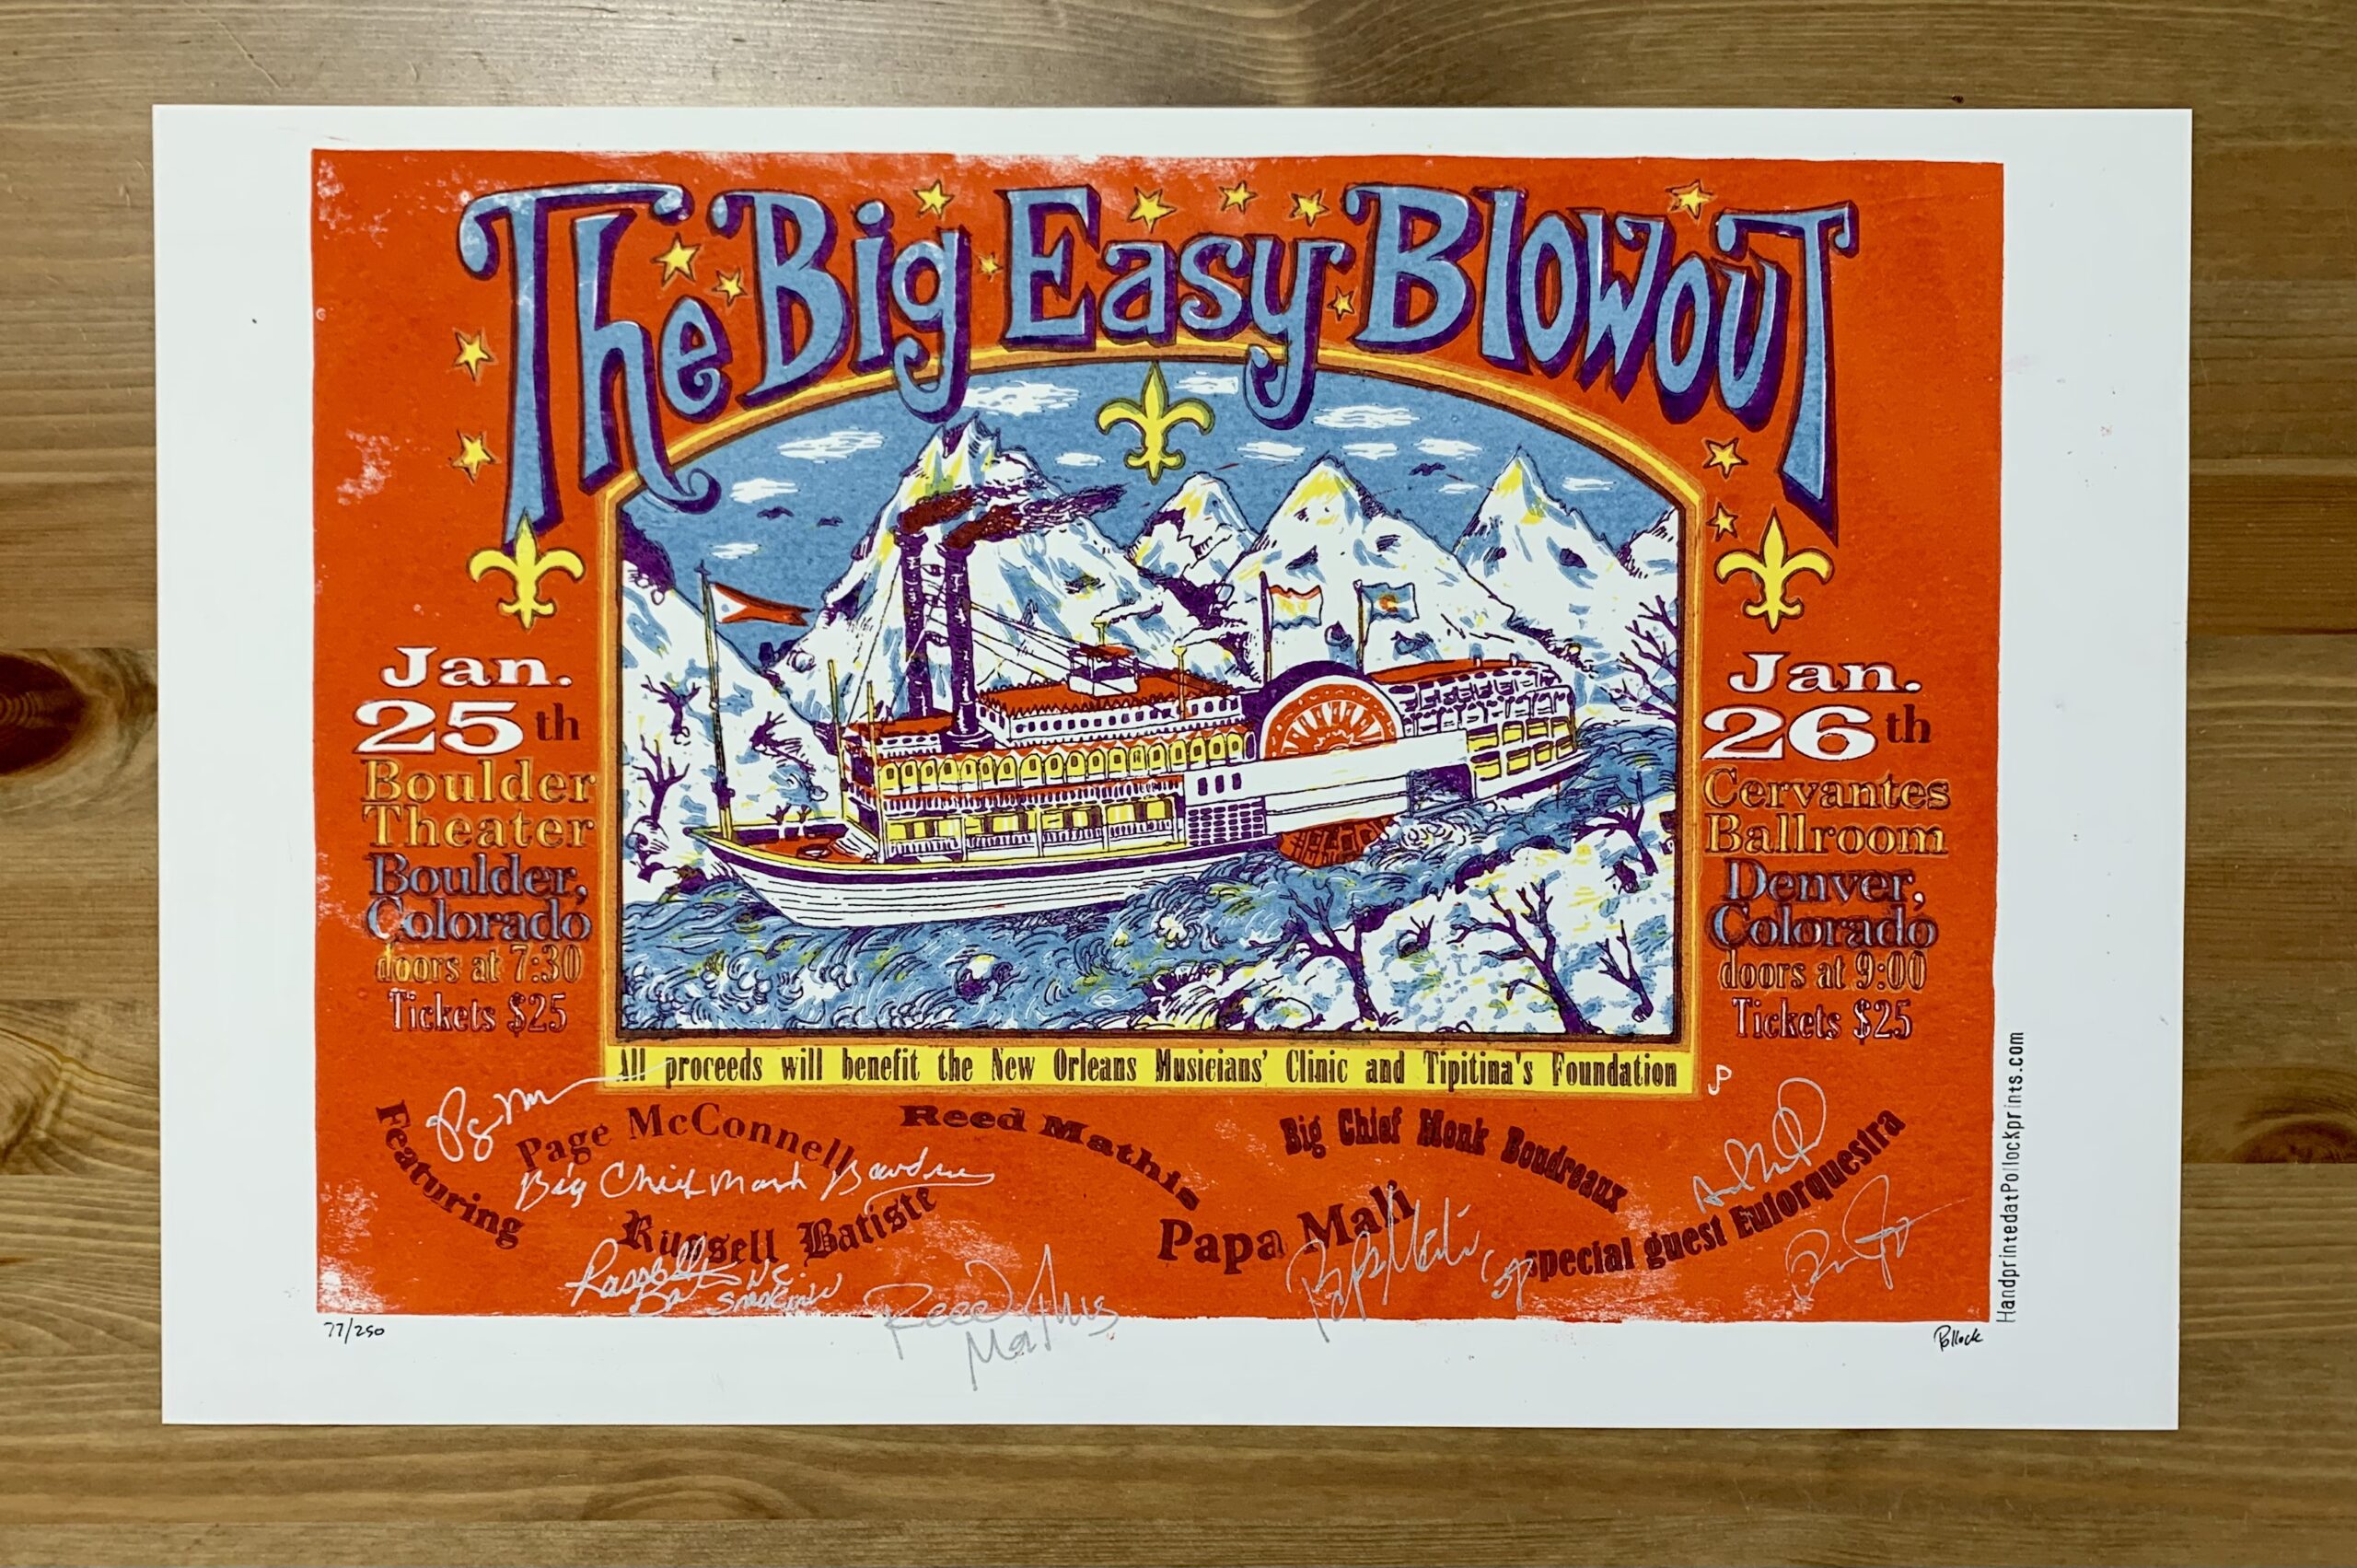 The Big Easy Blowout
Jan.
25th
Boulder
Theater
Boulder,
Colorado
doors at 7:30
Tickets $25
Jan.
26th
Cervantes
Ballroom
Denver,
Colorado
doors at 9:00
Tickets $25
All proceeds will benefit the New Orleans Musicians' Clinic and Tipitina's Foundation
Featuring
Page McConnell
Reed Mathis
Big Chief Monk Boudreaux
Russell Batiste
Papa Mali
special guest Euforquestra
Big Chief Monk Boudreaux
Russell
Reed Mathis
77/250
Pollock
HandprintedatPollockprints.com